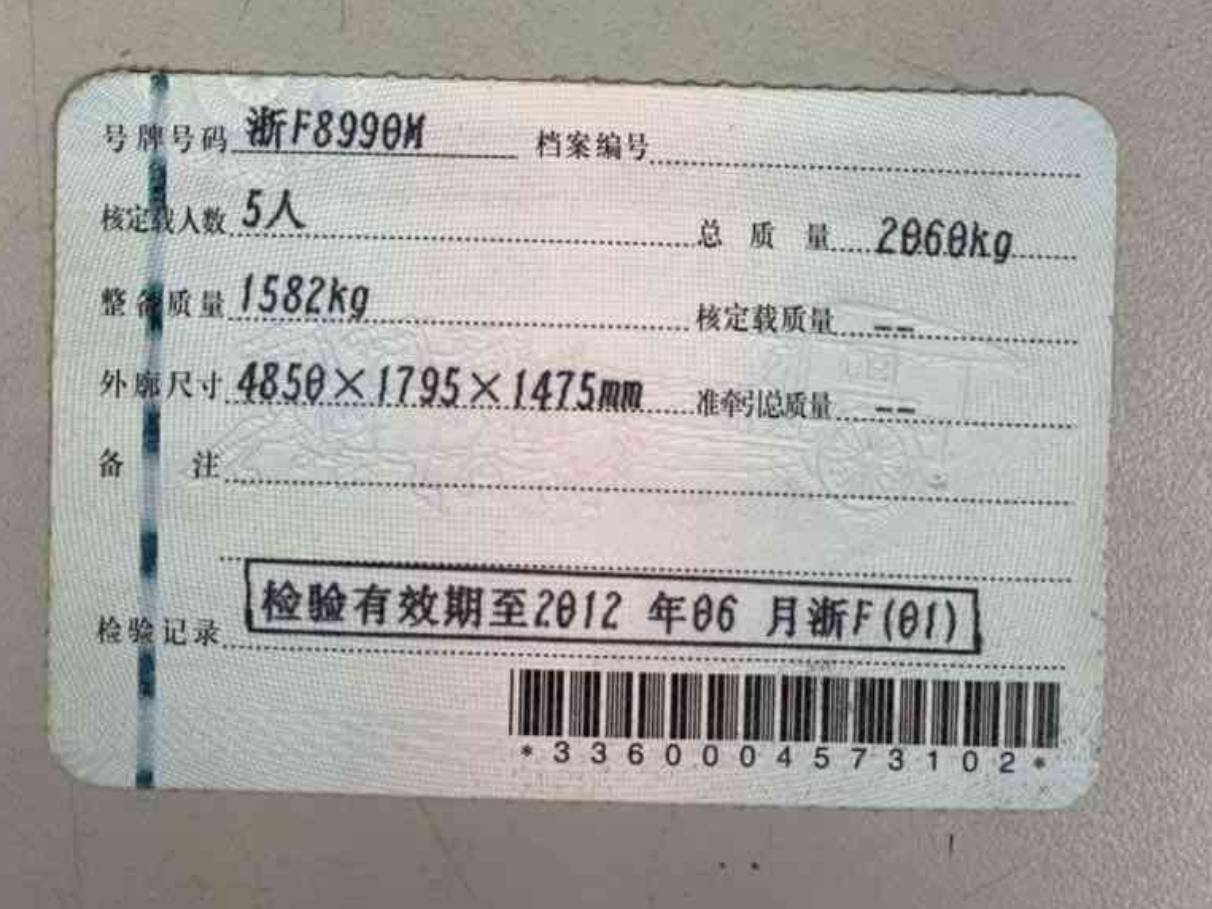 号牌号码 浙F8990M 档案编号
核定载人数 5人 总质量 2060kg
整备质量 1582kg 核定载质量 --
外廓尺寸 4850×1795×1475mm 准牵引总质量 --
备注
检验记录 检验有效期至2012 年06 月浙F(01)
*3360004573102*